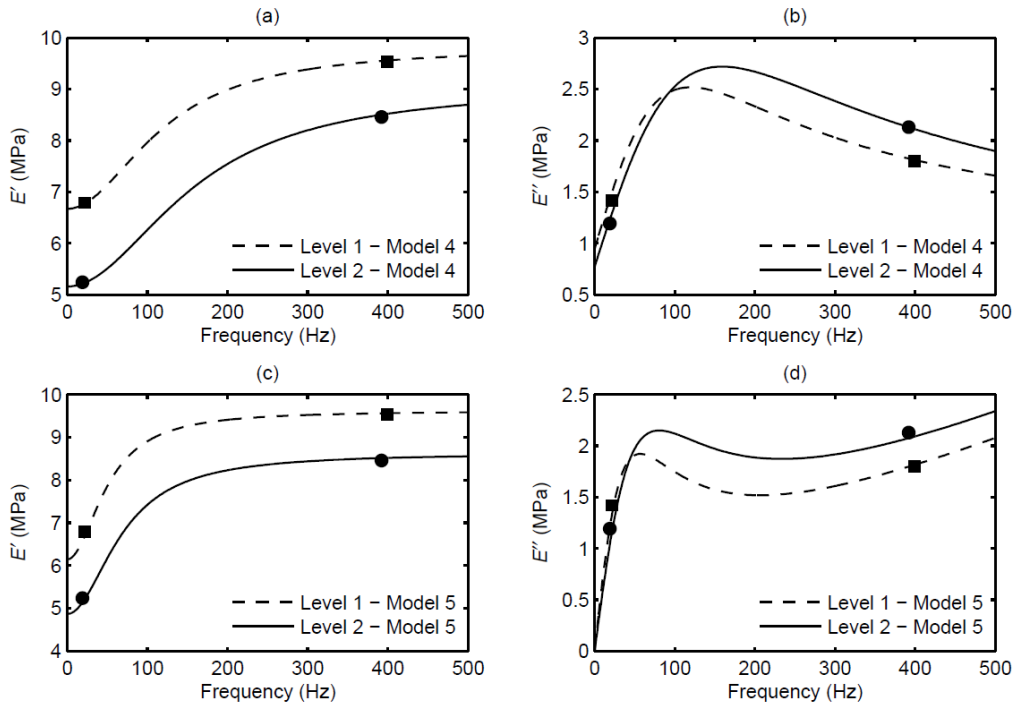 (a)
10
9
8
7
6
5
E′ (MPa)
0 100 200 300 400 500
Frequency (Hz)
Level 1 − Model 4
Level 2 − Model 4
(b)
3
2.5
2
1.5
1
0.5
E′′ (MPa)
0 100 200 300 400 500
Frequency (Hz)
Level 1 − Model 4
Level 2 − Model 4
(c)
10
9
8
7
6
5
4
E′ (MPa)
0 100 200 300 400 500
Frequency (Hz)
Level 1 − Model 5
Level 2 − Model 5
(d)
2.5
2
1.5
1
0.5
0
E′′ (MPa)
0 100 200 300 400 500
Frequency (Hz)
Level 1 − Model 5
Level 2 − Model 5